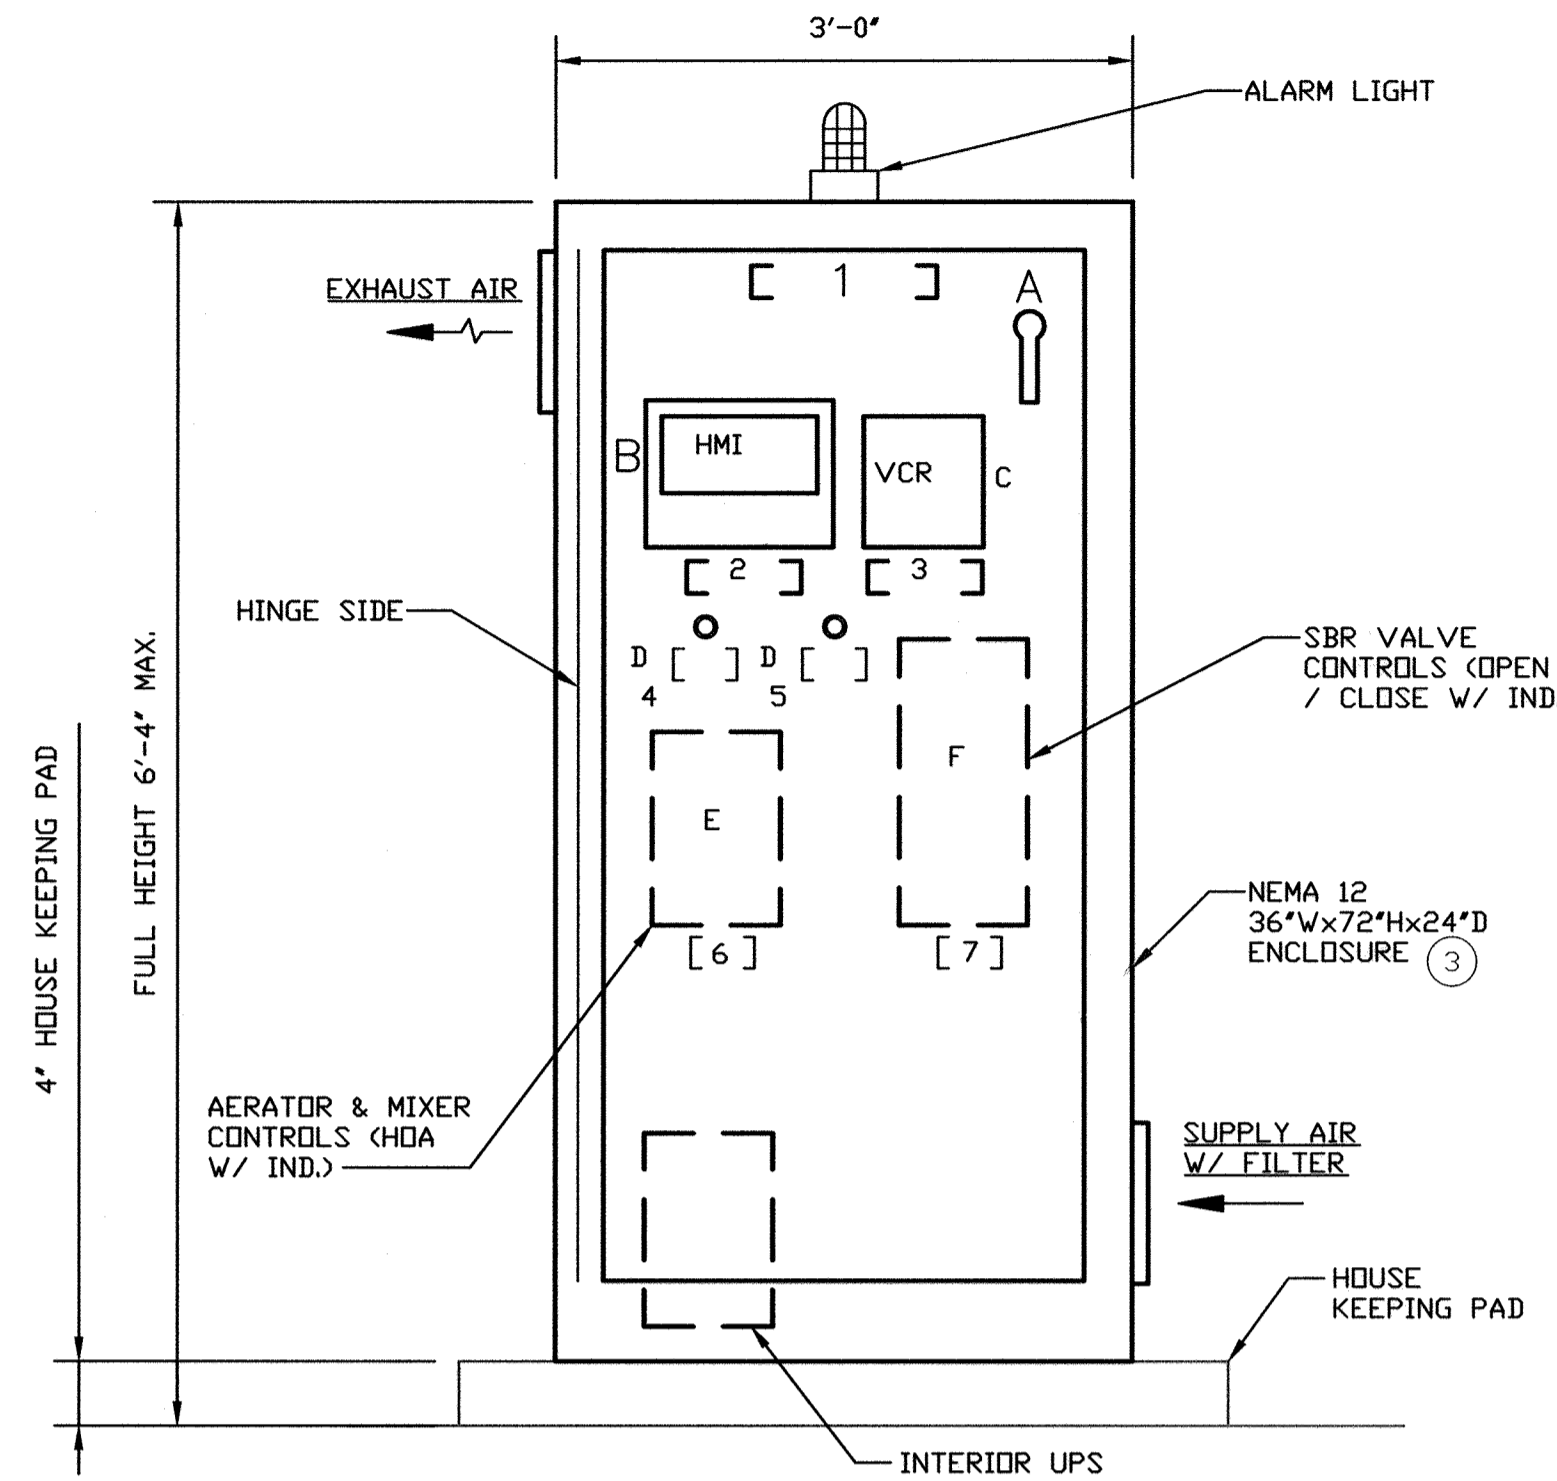 3'-0"
ALARM LIGHT
EXHAUST AIR
1
A
B
HMI
VCR
C
2
3
HINGE SIDE
D
D
4
5
SBR VALVE
CONTROLS (OPEN
/ CLOSE W/ IND
F
E
6
7
NEMA 12
36"Wx72"Hx24"D
ENCLOSURE
3
FULL HEIGHT 6'-4" MAX.
4" HOUSE KEEPING PAD
AERATOR & MIXER
CONTROLS (HOA
W/ IND.)
SUPPLY AIR
W/ FILTER
HOUSE
KEEPING PAD
INTERIOR UPS